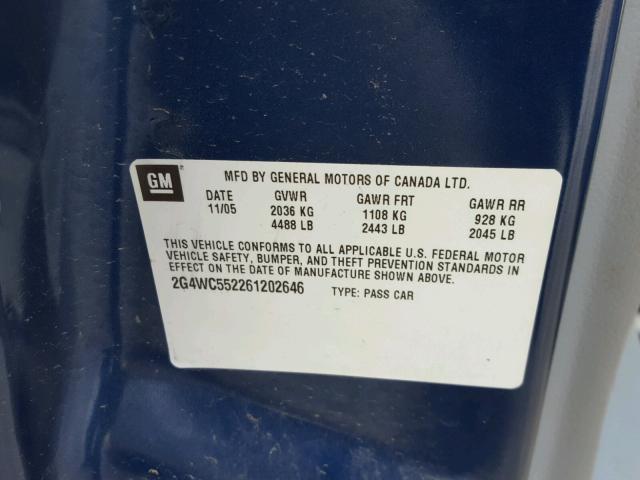 GM
MFD BY GENERAL MOTORS OF CANADA LTD.
DATE GVWR GAWR FRT GAWR RR
11/05 2036 KG 1108 KG 928 KG
4488 LB 2443 LB 2045 LB
THIS VEHICLE CONFORMS TO ALL APPLICABLE U.S. FEDERAL MOTOR
VEHICLE SAFETY, BUMPER, AND THEFT PREVENTION STANDARDS IN
EFFECT ON THE DATE OF MANUFACTURE SHOWN ABOVE.
2G4WC552261202646 TYPE: PASS CAR